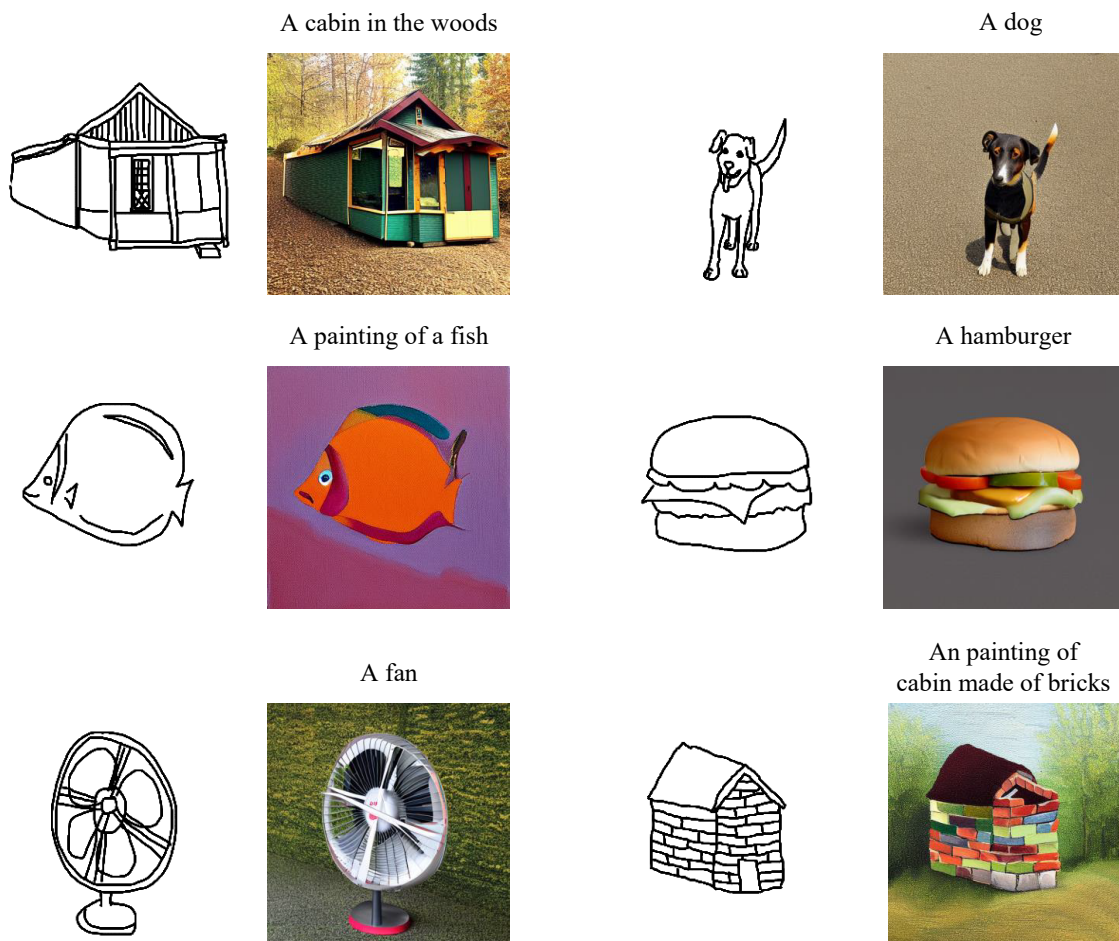 A cabin in the woods
A dog
A painting of a fish
A hamburger
A fan
An painting of
cabin made of bricks